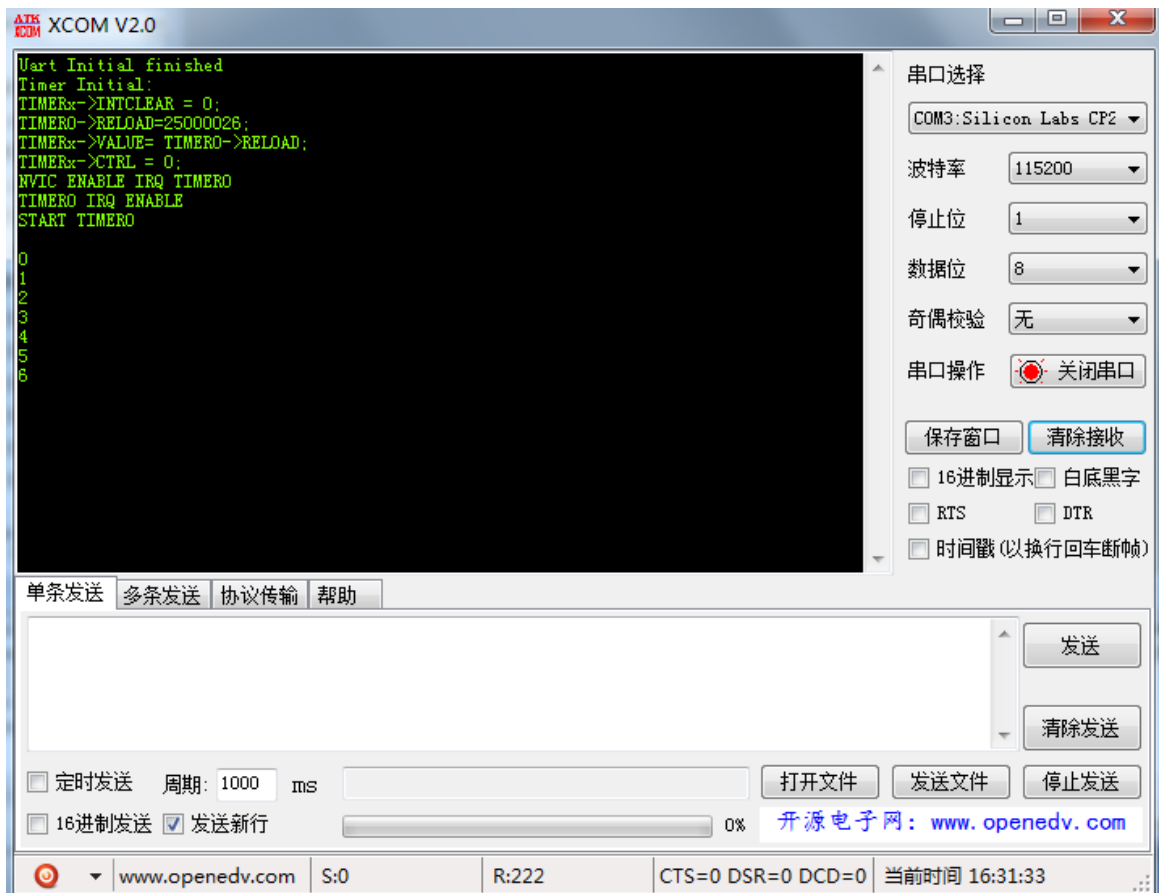 ATK XCOM XCOM V2.0
Uart Initial finished
Timer Initial:
TIMERx->INTCLEAR = 0;
TIMER0->RELOAD=25000026;
TIMERx->VALUE= TIMER0->RELOAD;
TIMERx->CTRL = 0;
NVIC ENABLE IRQ TIMER0
TIMER0 IRQ ENABLE
START TIMER0
0
1
2
3
4
5
6
串口选择
COM3:Silicon Labs CP2
波特率 115200
停止位 1
数据位 8
奇偶校验 无
串口操作 关闭串口
保存窗口 清除接收
16进制显示 白底黑字
RTS DTR
时间戳(以换行回车断帧)
单条发送 多条发送 协议传输 帮助
发送
清除发送
定时发送 周期: 1000 ms 打开文件 发送文件 停止发送
16进制发送 发送新行 0% 开源电子网: www.openedv.com
www.openedv.com S:0 R:222 CTS=0 DSR=0 DCD=0 当前时间 16:31:33